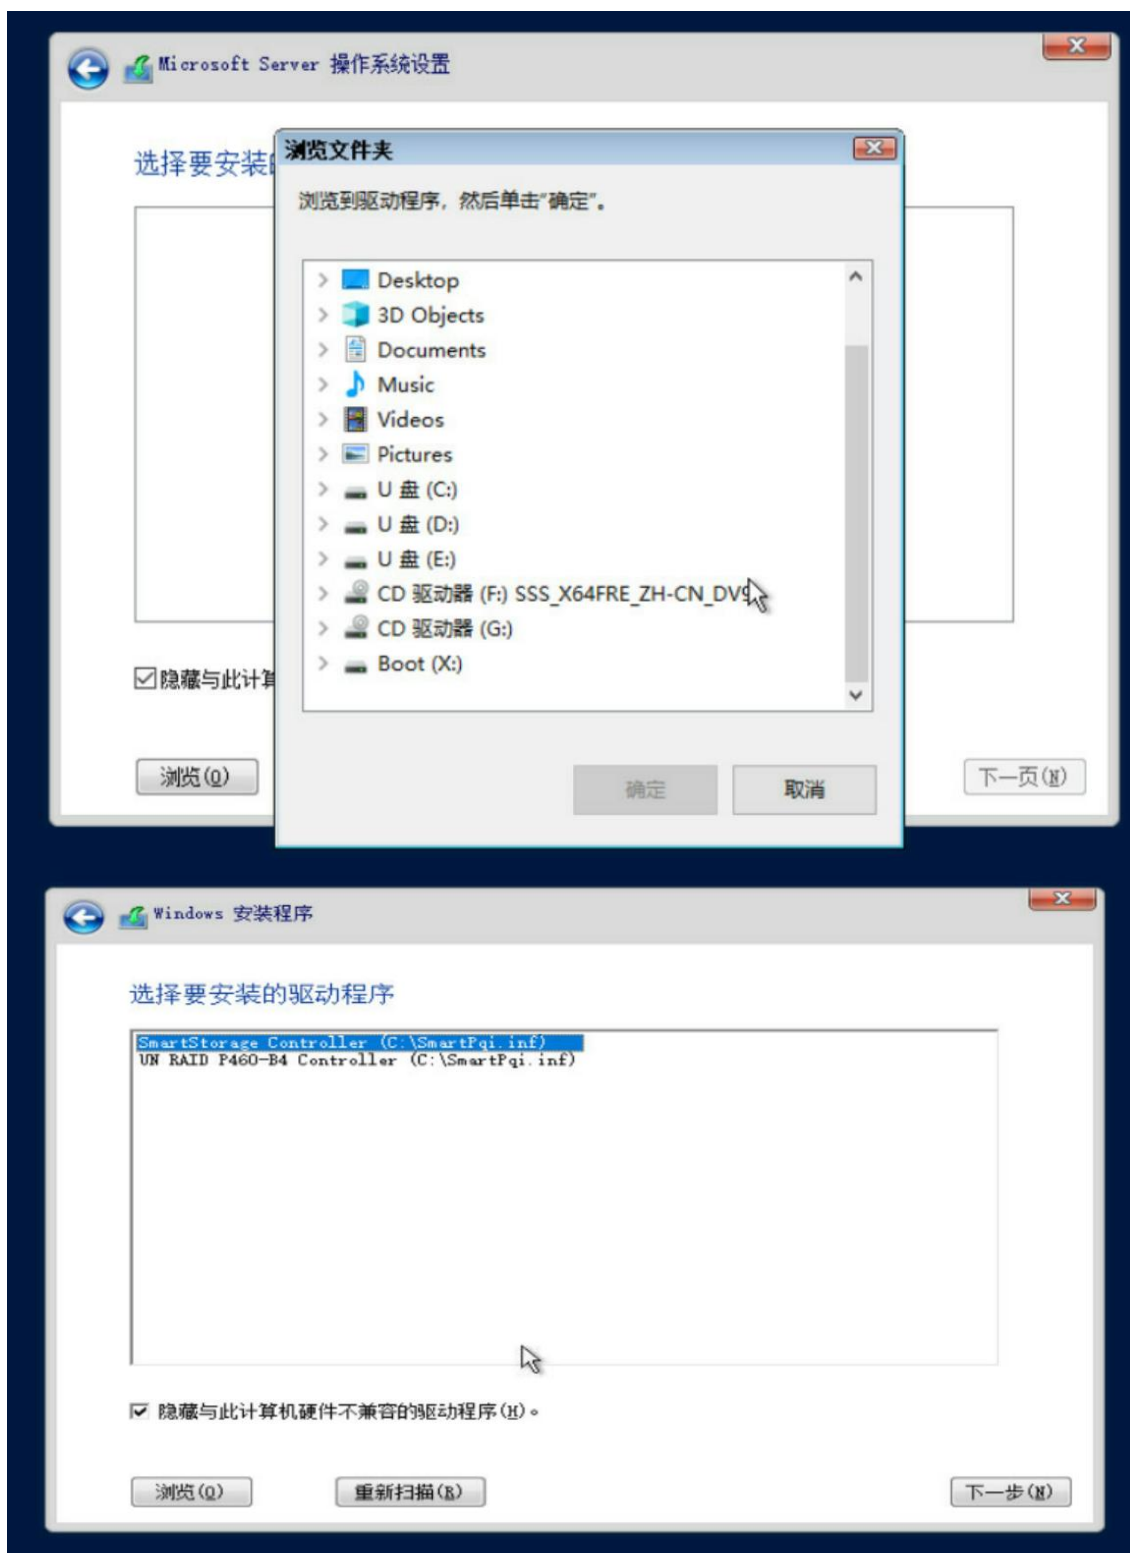 Microsoft Server 操作系统设置
选择要安装
浏览文件夹
浏览到驱动程序，然后单击“确定”。
Desktop
3D Objects
Documents
Music
Videos
Pictures
U 盘 (C:)
U 盘 (D:)
U 盘 (E:)
CD 驱动器 (F:) SSS_X64FRE_ZH-CN_DV9
CD 驱动器 (G:)
Boot (X:)
隐藏与此计算
浏览(O)
确定
取消
下一页(N)
Windows 安装程序
选择要安装的驱动程序
SmartStorage Controller (C:\SmartPqi.inf)
UN RAID P460-B4 Controller (C:\SmartPqi.inf)
隐藏与此计算机硬件不兼容的驱动程序(H)。
浏览(O)
重新扫描(R)
下一步(N)